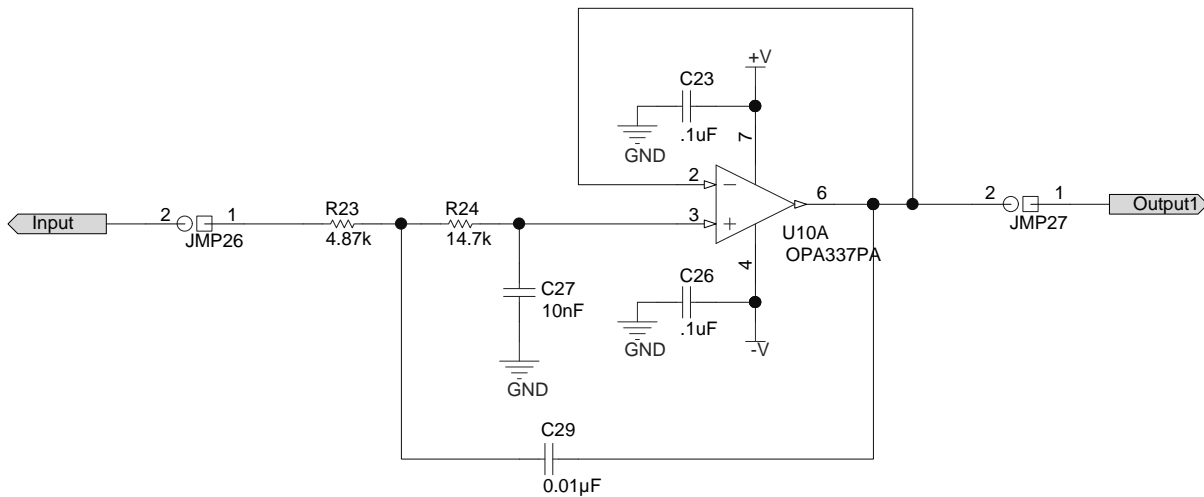 +V
C23
.1uF
GND
7
2
3
6
Input
2
1
JMP26
R23
4.87k
R24
14.7k
U10A
OPA337PA
2
1
JMP27
Output1
C27
10nF
GND
C26
.1uF
GND
4
-V
C29
0.01µF